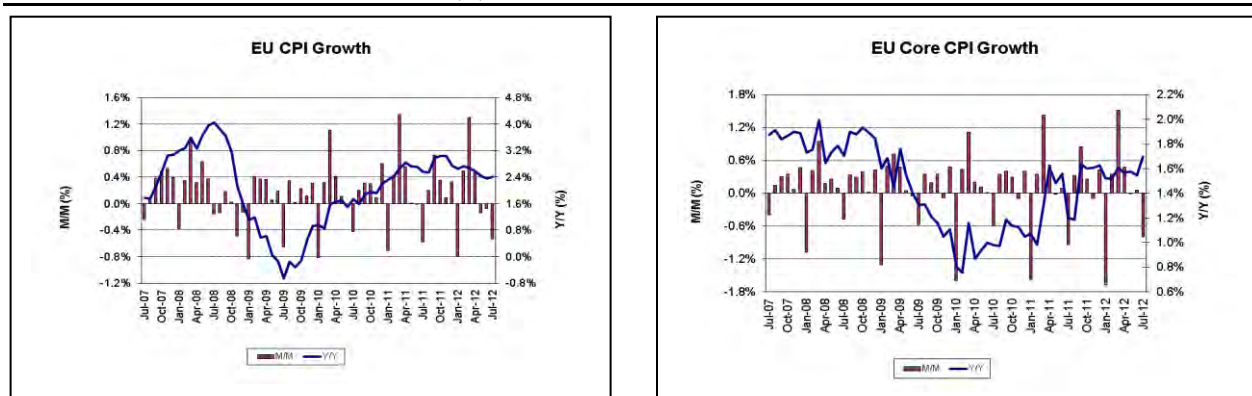 EU CPI Growth
1.6%
1.2%
0.8%
0.4%
0.0%
-0.4%
-0.8%
-1.2%
M/M (%)
4.8%
4.0%
3.2%
2.4%
1.6%
0.8%
0.0%
-0.8%
Y/Y (%)
Jul-07
Oct-07
Jan-08
Apr-08
Jul-08
Oct-08
Jan-09
Apr-09
Jul-09
Oct-09
Jan-10
Apr-10
Jul-10
Oct-10
Jan-11
Apr-11
Jul-11
Oct-11
Jan-12
Apr-12
Jul-12
M/M Y/Y
EU Core CPI Growth
1.8%
1.2%
0.6%
0.0%
-0.6%
-1.2%
-1.8%
M/M (%)
2.2%
2.0%
1.8%
1.6%
1.4%
1.2%
1.0%
0.8%
0.6%
Y/Y (%)
Jul-07
Oct-07
Jan-08
Apr-08
Jul-08
Oct-08
Jan-09
Apr-09
Jul-09
Oct-09
Jan-10
Apr-10
Jul-10
Oct-10
Jan-11
Apr-11
Jul-11
Oct-11
Jan-12
Apr-12
Jul-12
M/M Y/Y